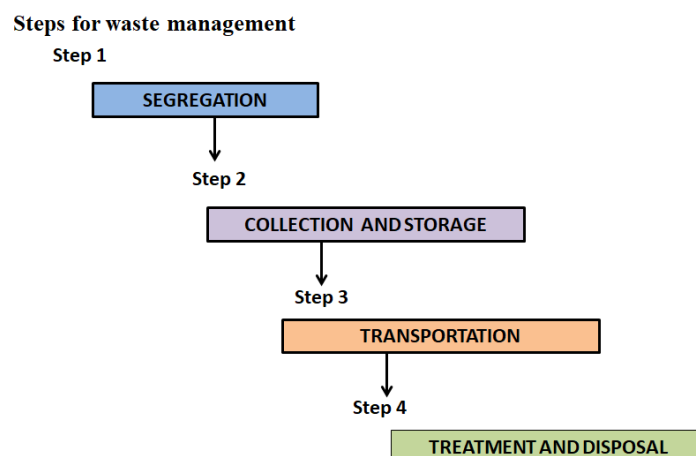 Steps for waste management
Step 1
SEGREGATION
Step 2
COLLECTION AND STORAGE
Step 3
TRANSPORTATION
Step 4
TREATMENT AND DISPOSAL